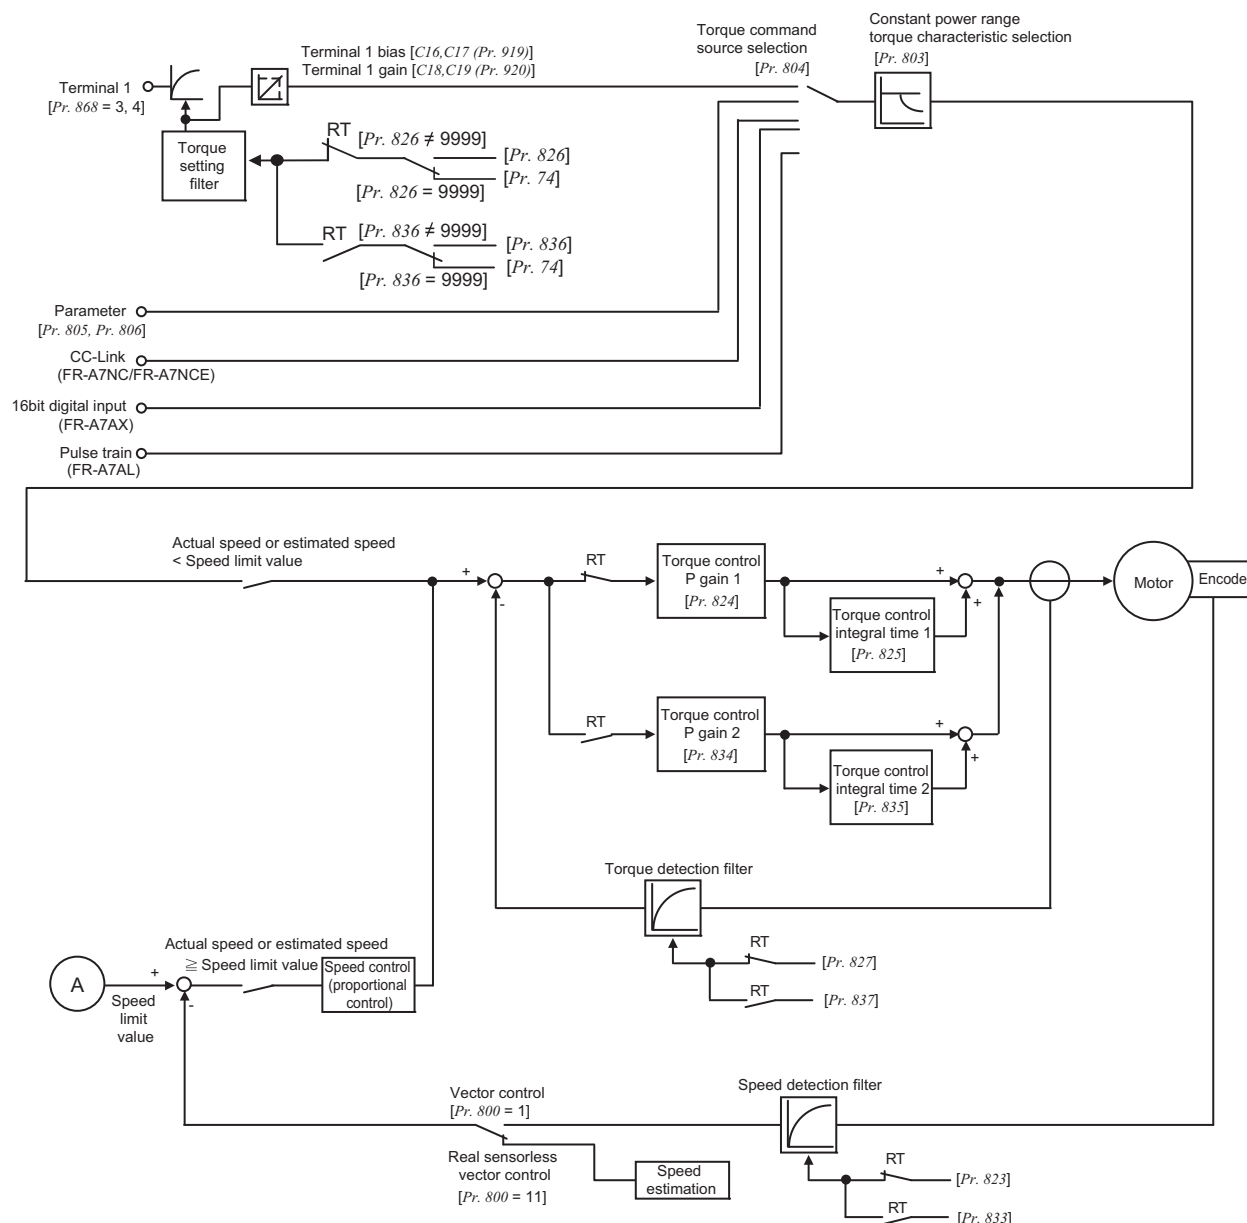 Terminal 1
[Pr. 868 = 3, 4]
Terminal 1 bias [C16,C17 (Pr. 919)]
Terminal 1 gain [C18,C19 (Pr. 920)]
Torque command
source selection
[Pr. 804]
Constant power range
torque characteristic selection
[Pr. 803]
Torque
setting
filter
RT
[Pr. 826 ≠ 9999]
[Pr. 826]
[Pr. 74]
[Pr. 826 = 9999]
RT
[Pr. 836 ≠ 9999]
[Pr. 836]
[Pr. 74]
[Pr. 836 = 9999]
Parameter
[Pr. 805, Pr. 806]
CC-Link
(FR-A7NC/FR-A7NCE)
16bit digital input
(FR-A7AX)
Pulse train
(FR-A7AL)
Actual speed or estimated speed
< Speed limit value
+
-
RT
Torque control
P gain 1
[Pr. 824]
+
+
Torque control
integral time 1
[Pr. 825]
Motor
Encode
RT
Torque control
P gain 2
[Pr. 834]
+
+
Torque control
integral time 2
[Pr. 835]
Torque detection filter
RT
[Pr. 827]
RT
[Pr. 837]
Actual speed or estimated speed
≧ Speed limit value
A
+
-
Speed
limit
value
Speed control
(proportional
control)
Vector control
[Pr. 800 = 1]
Real sensorless
vector control
[Pr. 800 = 11]
Speed
estimation
Speed detection filter
RT
[Pr. 823]
RT
[Pr. 833]